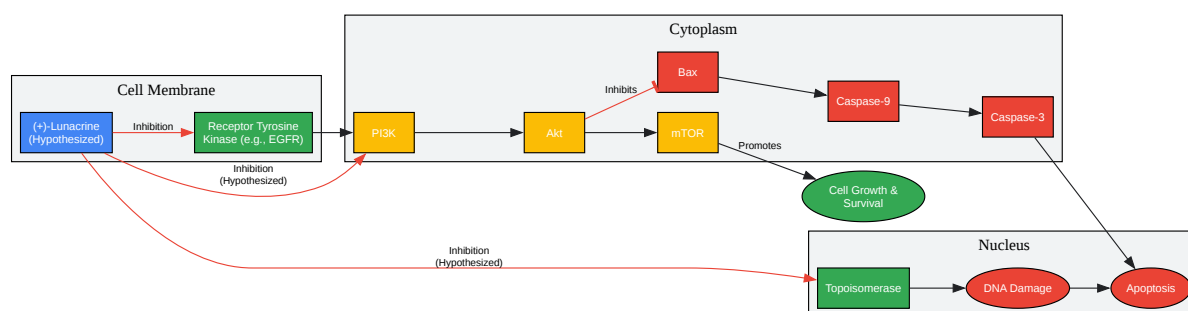 Cytoplasm
Bax
Inhibits
Caspase-9
Cell Membrane
Caspase-3
(+)-Lunacrine
(Hypothesized)
Inhibition
Receptor Tyrosine
Kinase (e.g., EGFR)
PI3K
Akt
mTOR
Promotes
Inhibition
(Hypothesized)
Cell Growth &
Survival
Nucleus
Inhibition
(Hypothesized)
Topoisomerase
DNA Damage
Apoptosis